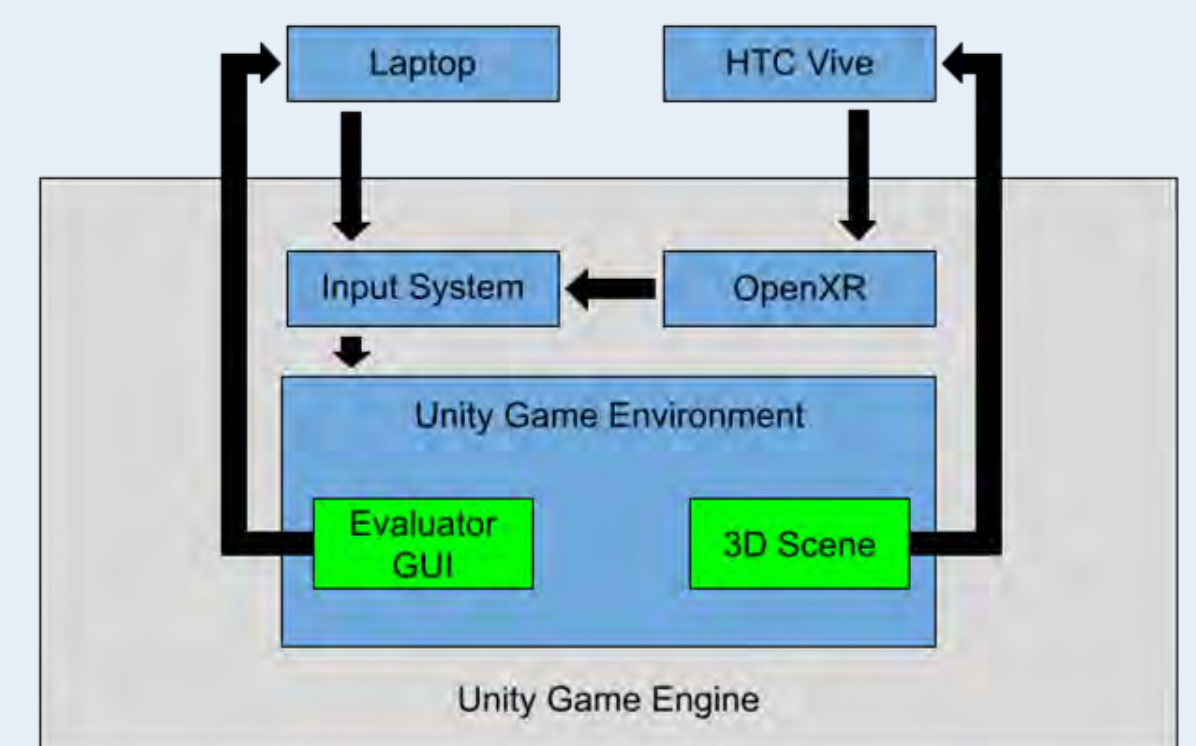 Laptop
HTC Vive
Input System
OpenXR
Unity Game Environment
Evaluator
GUI
3D Scene
Unity Game Engine